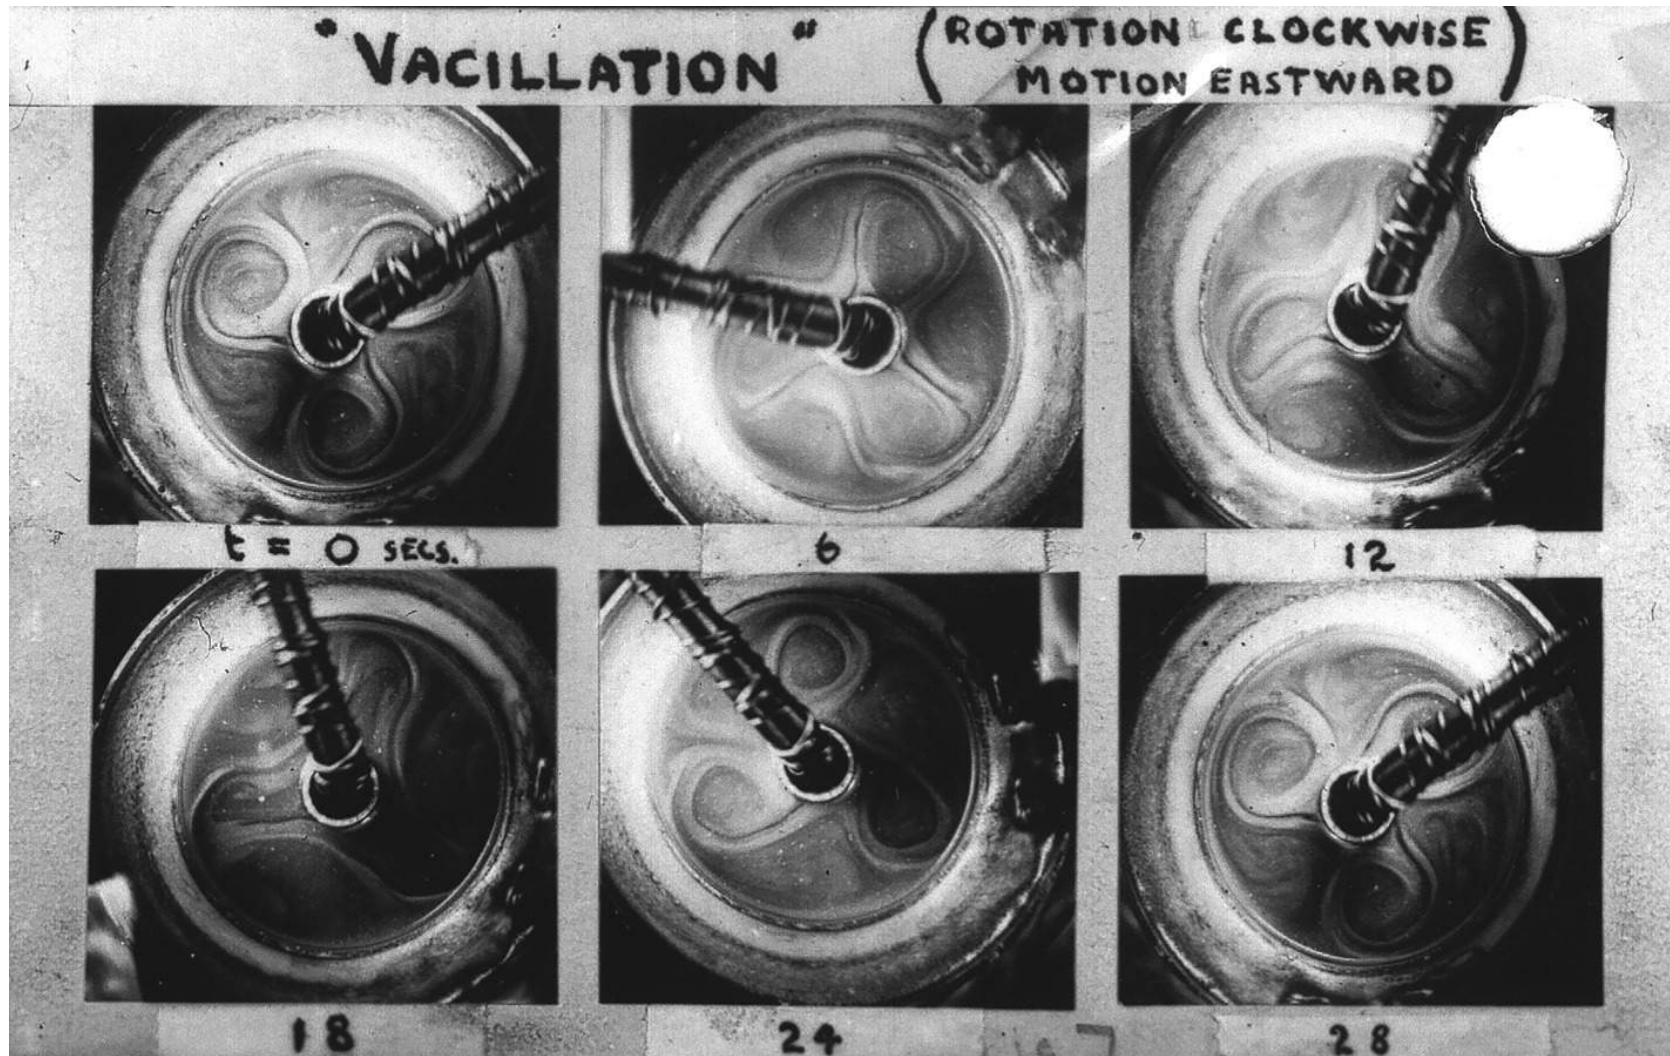 "VACILLATION"
(ROTATION CLOCKWISE
MOTION EASTWARD)
t = 0 SECS.
6
12
18
24
28